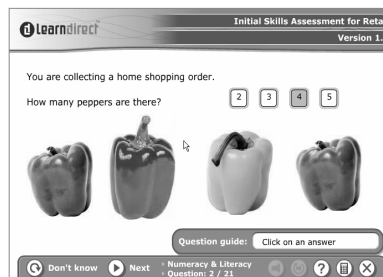 learndirect
Initial Skills Assessment for Reta
Version 1.
You are collecting a home shopping order.
How many peppers are there?
2 3 4 5
Question guide: Click on an answer
Don't know Next Numeracy & Literacy
Question: 2 / 21
?